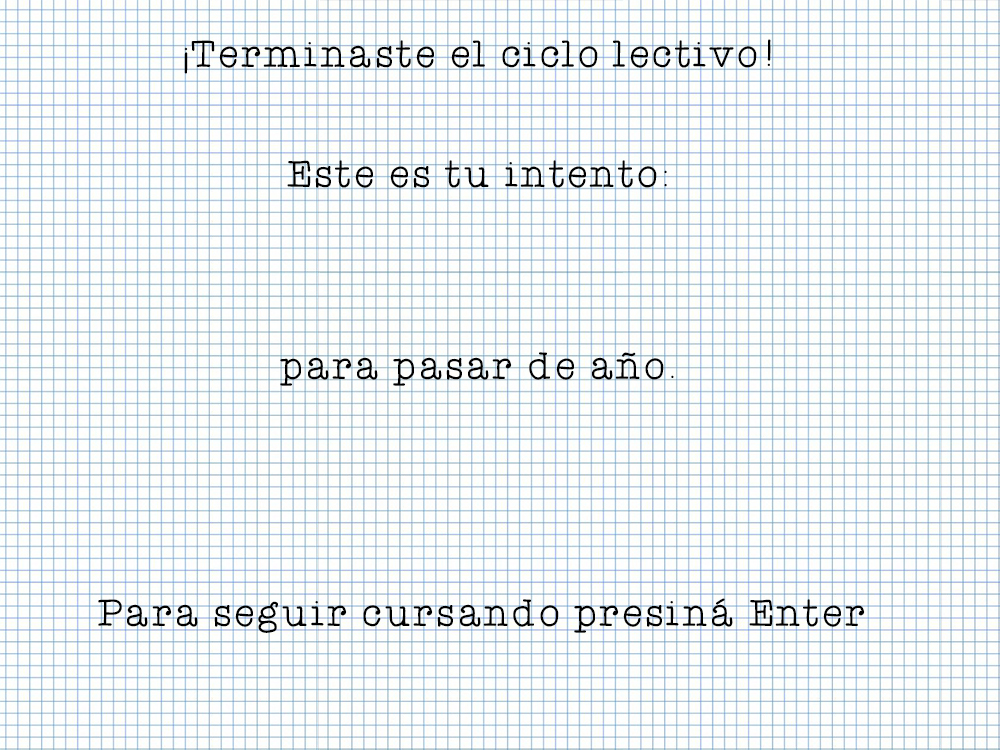 ¡Terminaste el ciclo lectivo!
Este es tu intento:
para pasar de año.
Para seguir cursando presiná Enter